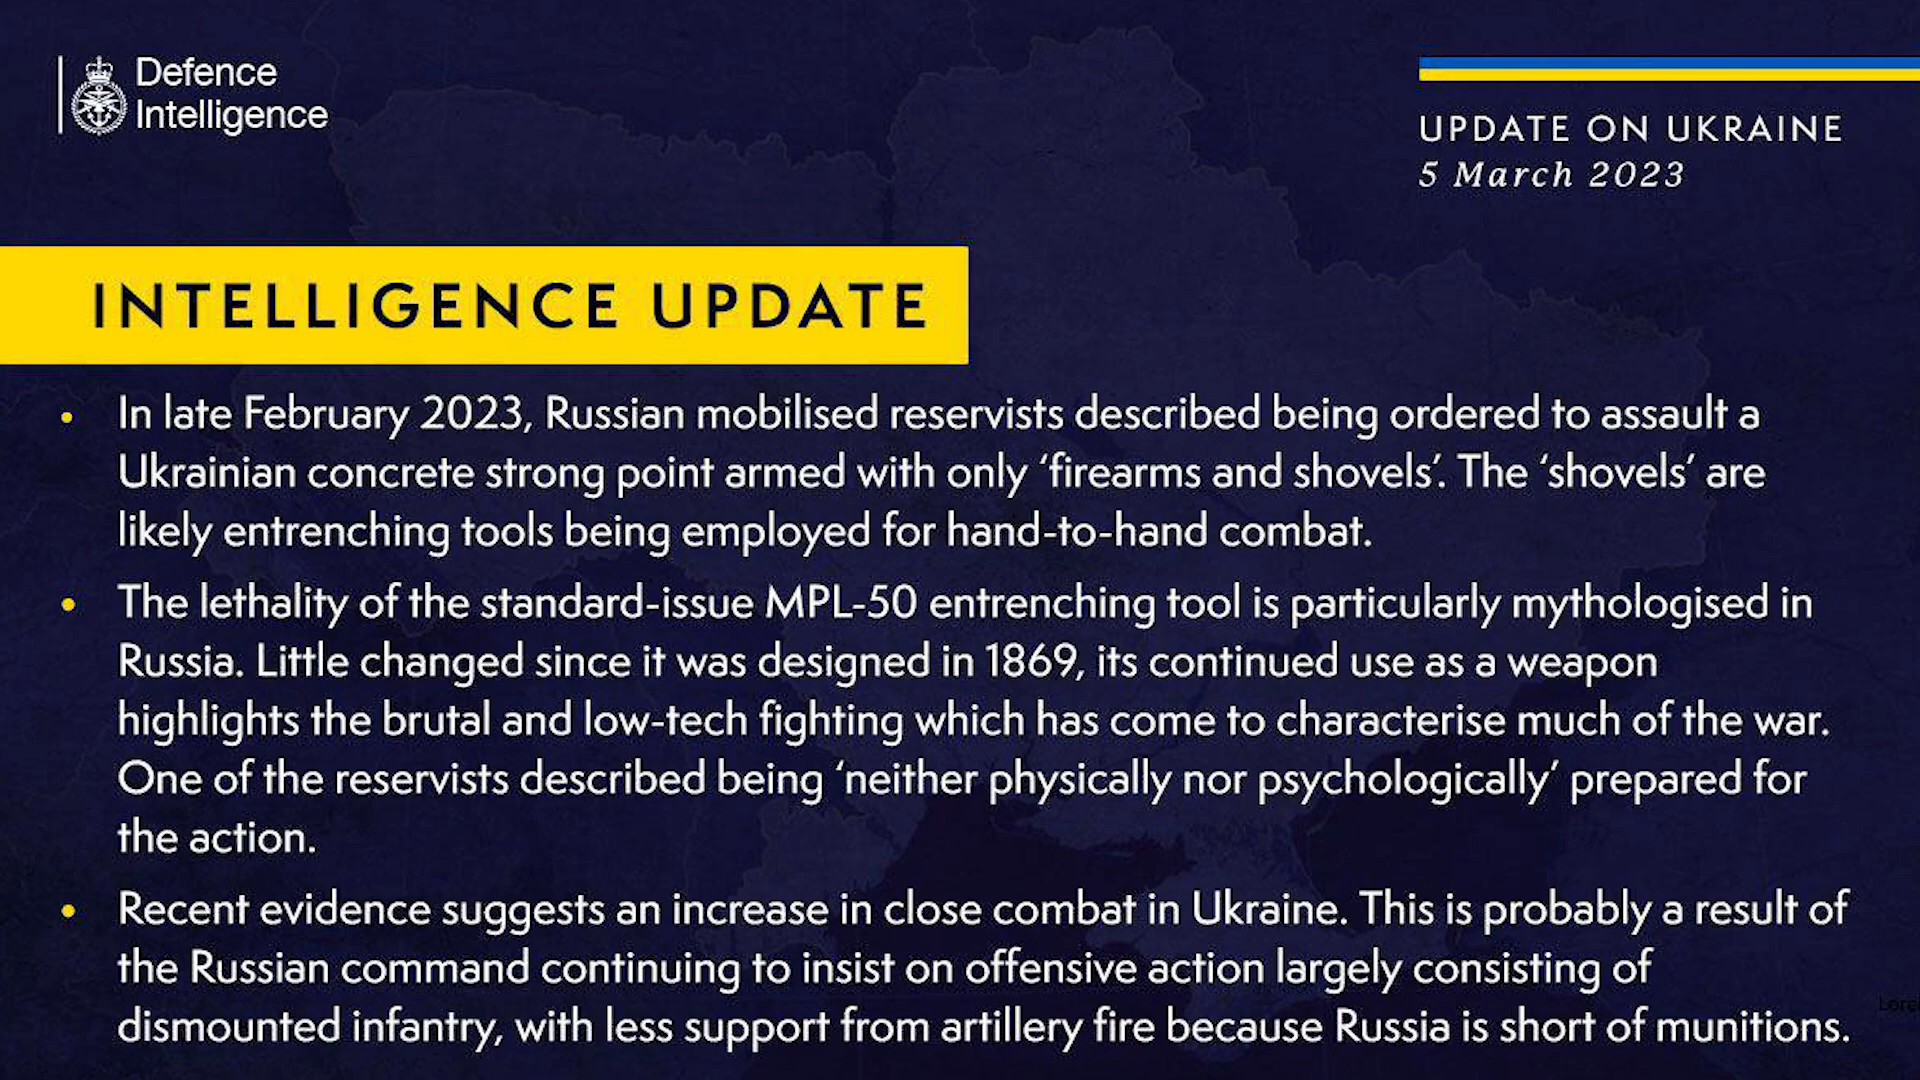 Defence
Intelligence
UPDATE ON UKRAINE
5 March 2023
INTELLIGENCE UPDATE
• In late February 2023, Russian mobilised reservists described being ordered to assault a
Ukrainian concrete strong point armed with only ‘firearms and shovels’. The ‘shovels’ are
likely entrenching tools being employed for hand-to-hand combat.
• The lethality of the standard-issue MPL-50 entrenching tool is particularly mythologised in
Russia. Little changed since it was designed in 1869, its continued use as a weapon
highlights the brutal and low-tech fighting which has come to characterise much of the war.
One of the reservists described being ‘neither physically nor psychologically’ prepared for
the action.
• Recent evidence suggests an increase in close combat in Ukraine. This is probably a result of
the Russian command continuing to insist on offensive action largely consisting of
dismounted infantry, with less support from artillery fire because Russia is short of munitions.